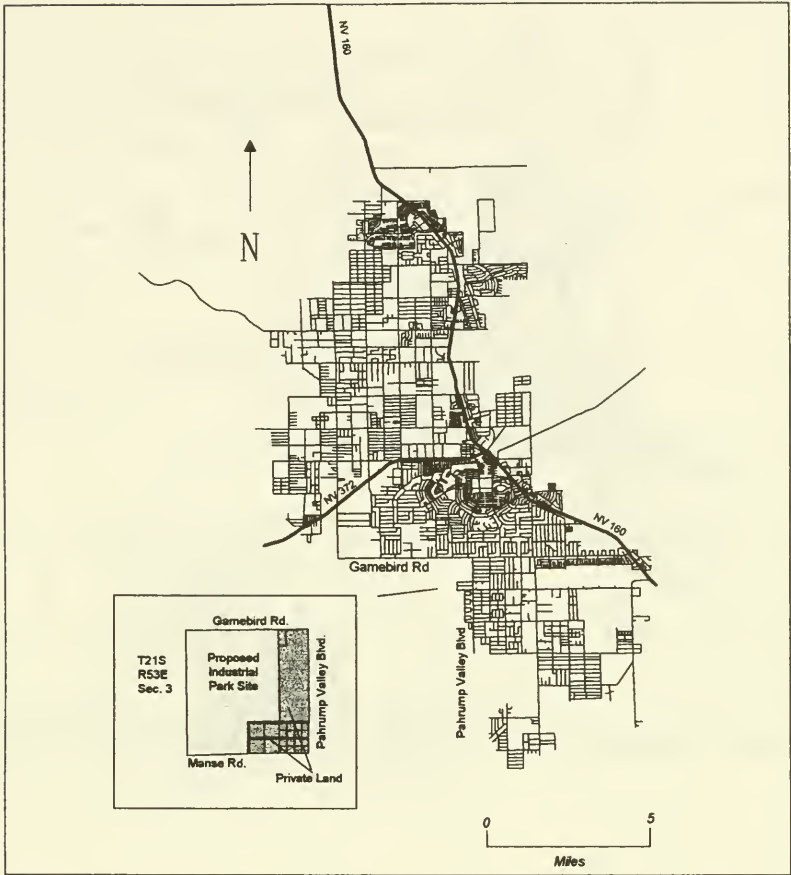 NV 160
N
NV 372
NV 160
Gamebird Rd
Pahrump Valley Blvd
Gamebird Rd.
T21S
R53E
Sec. 3
Proposed
Industrial
Park Site
Pahrump Valley Blvd.
Manse Rd.
Private Land
0 5
Miles